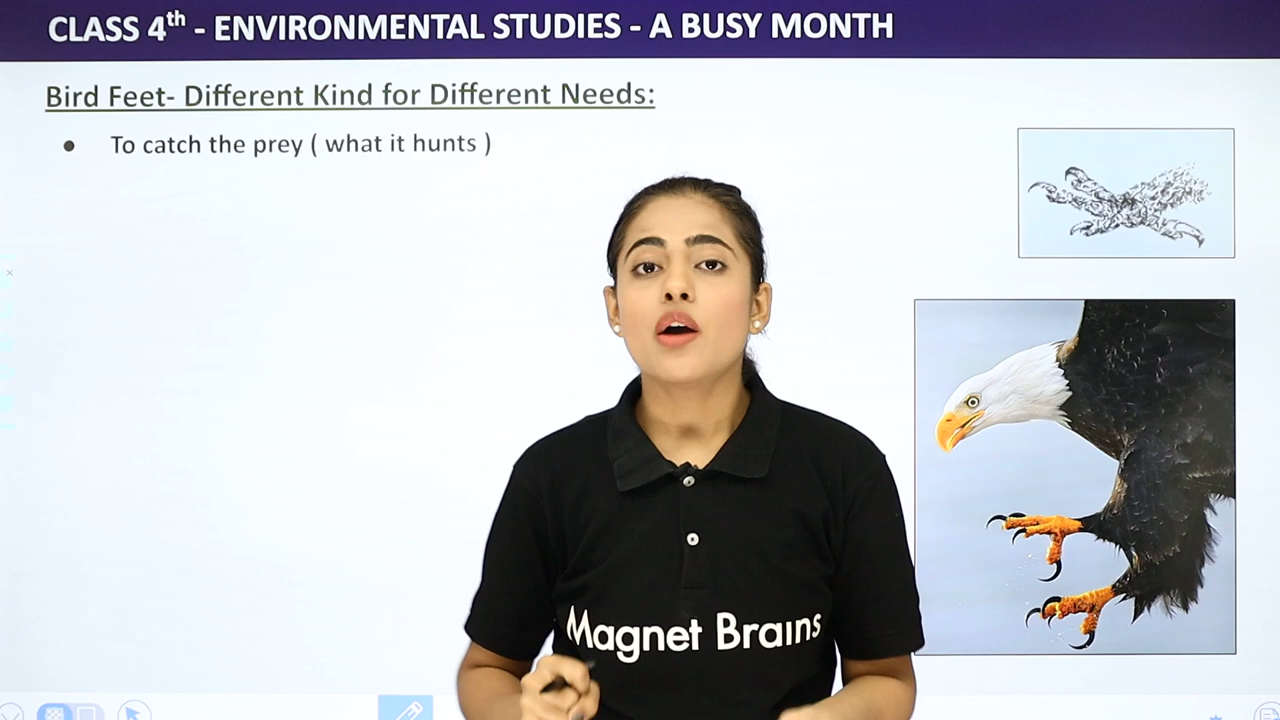 CLASS 4th - ENVIRONMENTAL STUDIES - A BUSY MONTH
Bird Feet- Different Kind for Different Needs:
● To catch the prey ( what it hunts )
Magnet Brains